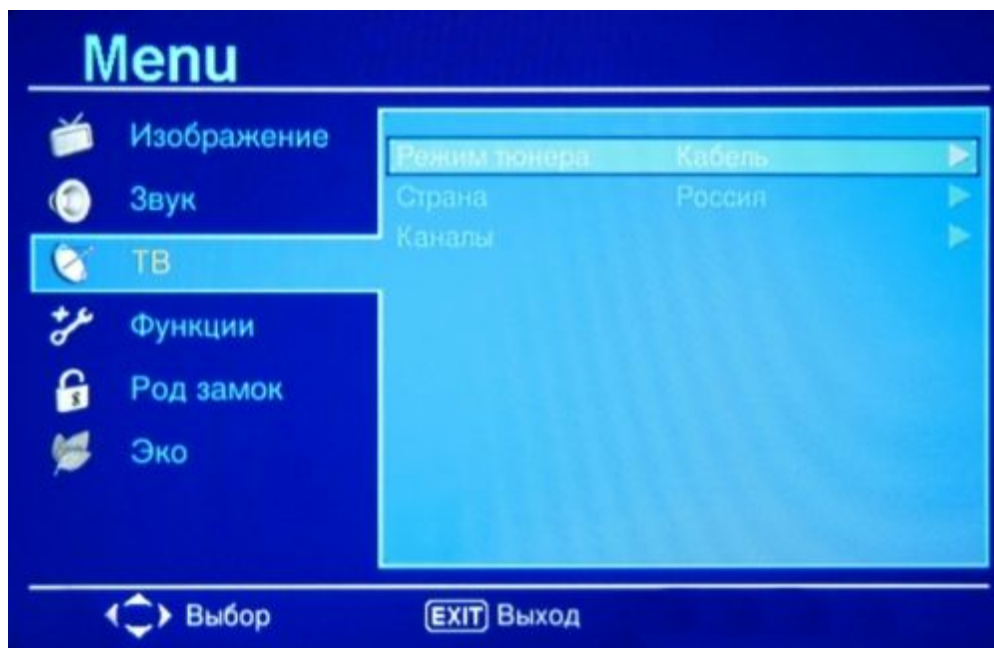 Menu
Изображение
Звук
ТВ
Функции
Род замок
Эко
Режим тюнера Кабель
Страна Россия
Каналы
Выбор
EXIT Выход